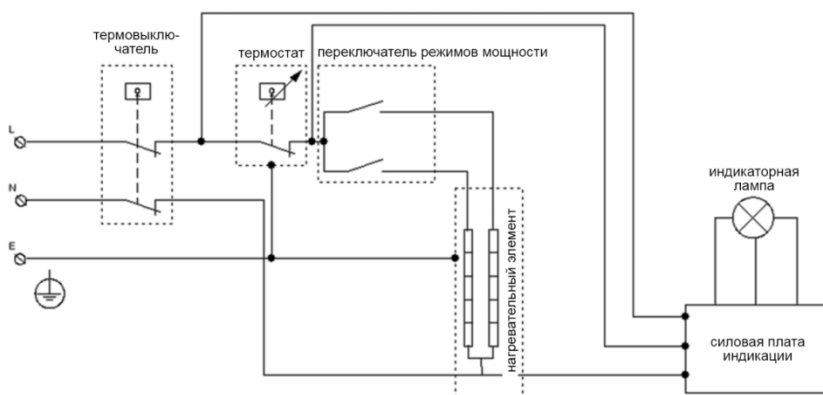 термовыклю-
чатель
термостат
переключатель режимов мощности
L
N
E
индикаторная
лампа
нагревательный элемент
силовая плата
индикации